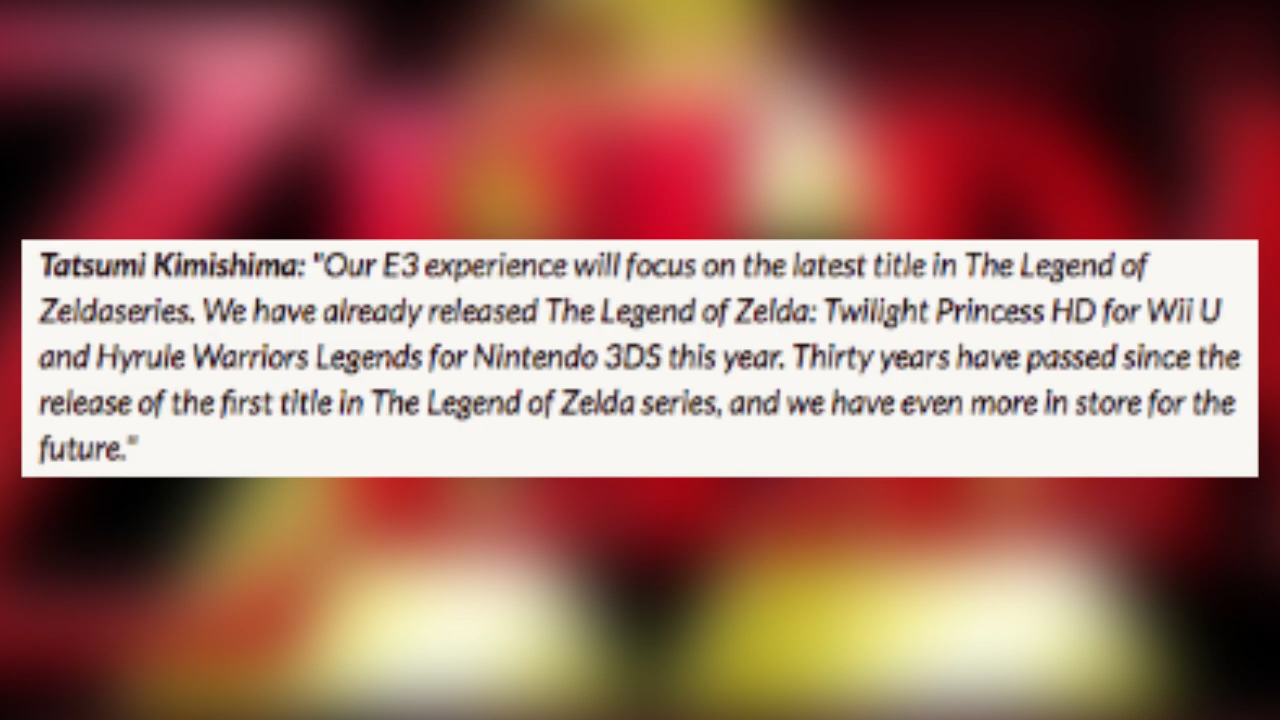 Tatsumi Kimishima: "Our E3 experience will focus on the latest title in The Legend of
Zeldaseries. We have already released The Legend of Zelda: Twilight Princess HD for Wii U
and Hyrule Warriors Legends for Nintendo 3DS this year. Thirty years have passed since the
release of the first title in The Legend of Zelda series, and we have even more in store for the
future."